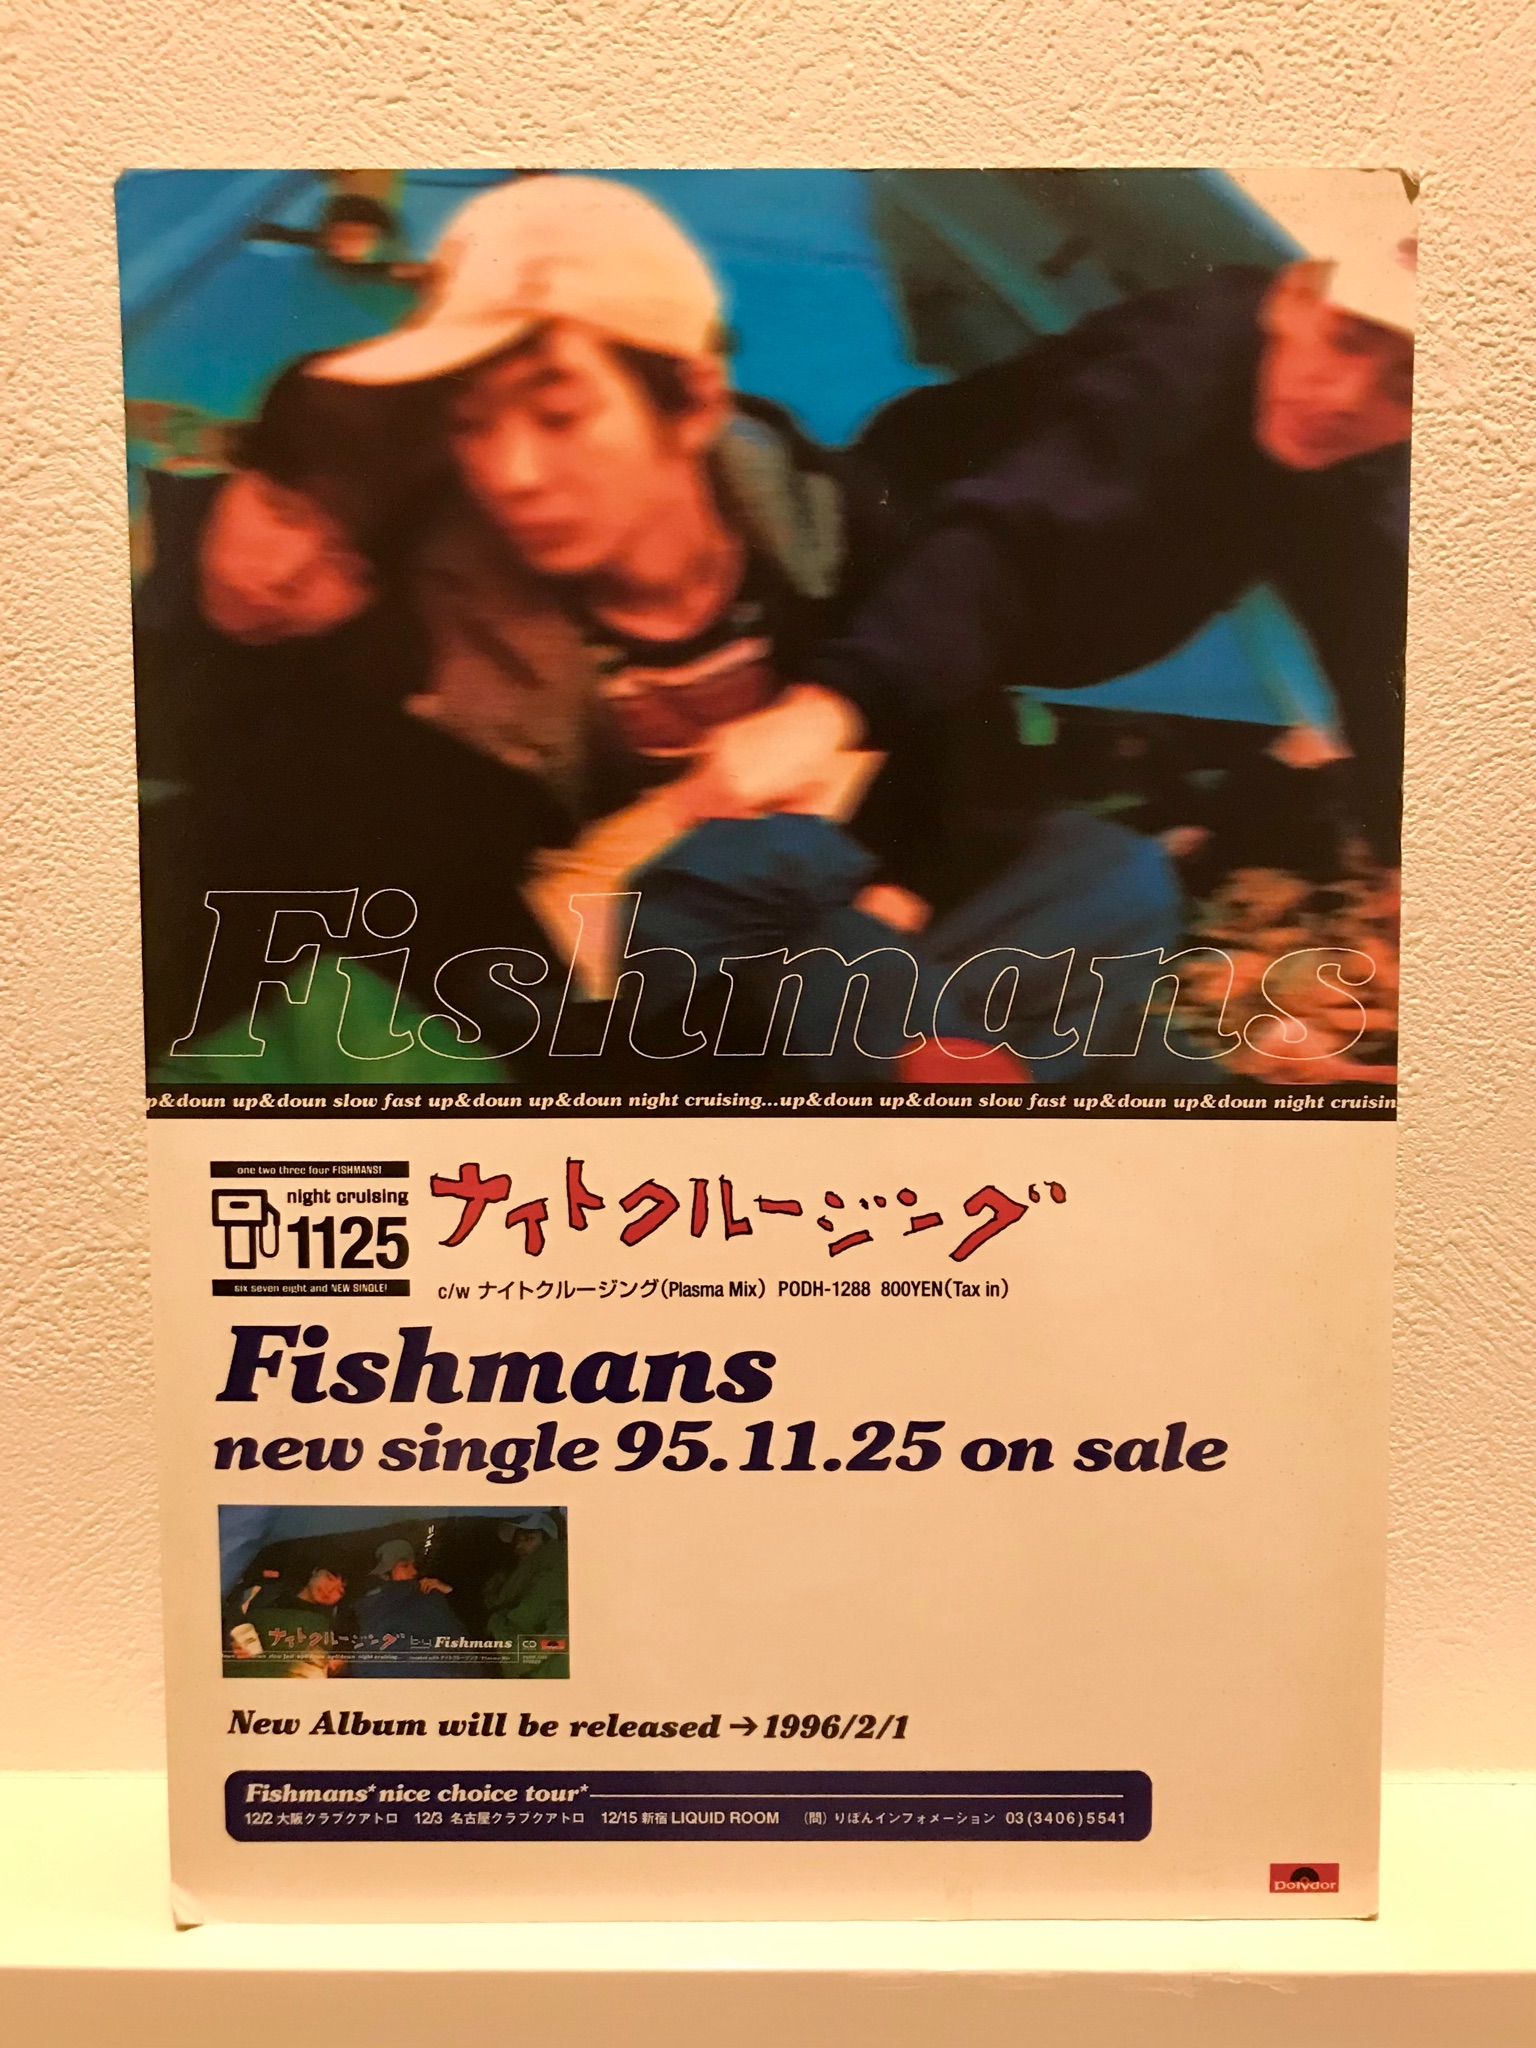 Fishmans
p&doun up&doun slow fast up&doun up&doun night cruising...up&doun up&doun slow fast up&doun up&doun night cruisin
one two three four FISHMANS!
night cruising
1125
six seven eight and NEW SINGLE!
ナイトクルージング
c/w ナイトクルージング(Plasma Mix) PODH-1288 800YEN(Tax in)
Fishmans
new single 95.11.25 on sale
ナイトクルージング by Fishmans CD
New Album will be released→1996/2/1
Fishmans*nice choice tour*
12/2 大阪クラブクアトロ 12/3 名古屋クラブクアトロ 12/15 新宿 LIQUID ROOM (問) りぼんインフォメーション 03(3406)5541
polydor